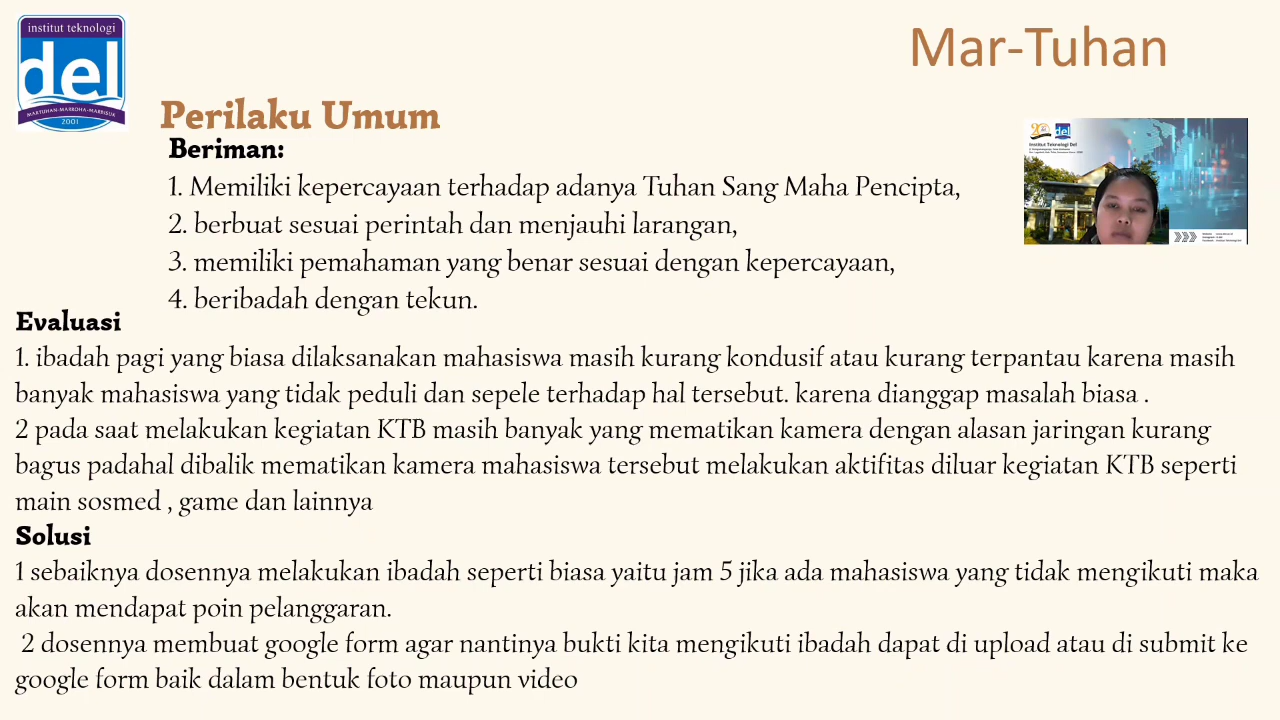 institut teknologi
del
MARTUHAN-MARROHA-MARBISUK
2001
Mar-Tuhan
Perilaku Umum
Beriman:
1. Memiliki kepercayaan terhadap adanya Tuhan Sang Maha Pencipta,
2. berbuat sesuai perintah dan menjauhi larangan,
3. memiliki pemahaman yang benar sesuai dengan kepercayaan,
4. beribadah dengan tekun.
del
Institut Teknologi Del
Evaluasi
1. ibadah pagi yang biasa dilaksanakan mahasiswa masih kurang kondusif atau kurang terpantau karena masih
banyak mahasiswa yang tidak peduli dan sepele terhadap hal tersebut. karena dianggap masalah biasa .
2 pada saat melakukan kegiatan KTB masih banyak yang mematikan kamera dengan alasan jaringan kurang
bagus padahal dibalik mematikan kamera mahasiswa tersebut melakukan aktifitas diluar kegiatan KTB seperti
main sosmed , game dan lainnya
Solusi
1 sebaiknya dosennya melakukan ibadah seperti biasa yaitu jam 5 jika ada mahasiswa yang tidak mengikuti maka
akan mendapat poin pelanggaran.
2 dosennya membuat google form agar nantinya bukti kita mengikuti ibadah dapat di upload atau di submit ke
google form baik dalam bentuk foto maupun video